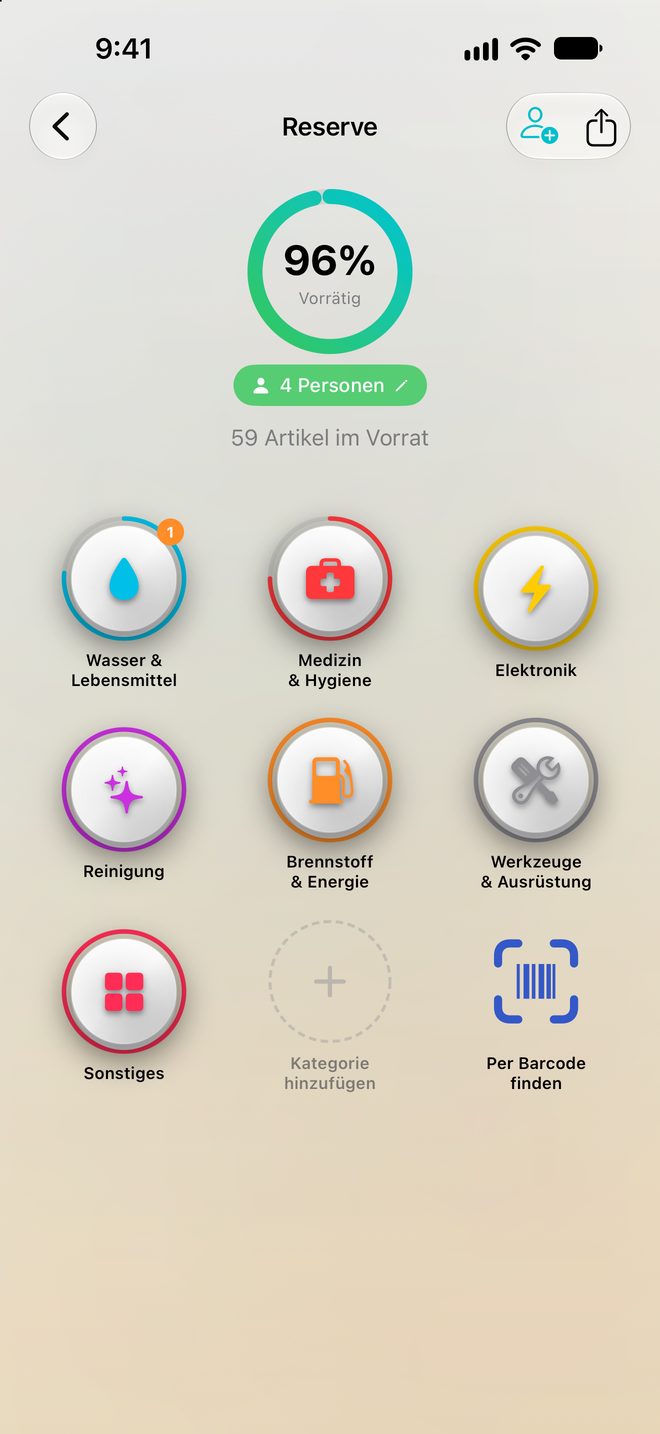 9:41
Reserve
96%
Vorrätig
4 Personen
59 Artikel im Vorrat
1
Wasser &
Lebensmittel
Medizin
& Hygiene
Elektronik
Reinigung
Brennstoff
& Energie
Werkzeuge
& Ausrüstung
Sonstiges
Kategorie
hinzufügen
Per Barcode
finden